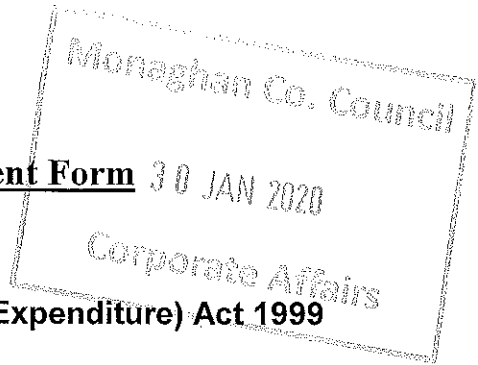 Monaghan Co. Council
ent Form
30 JAN 2020
Corporate Affairs
Expenditure) Act 1999